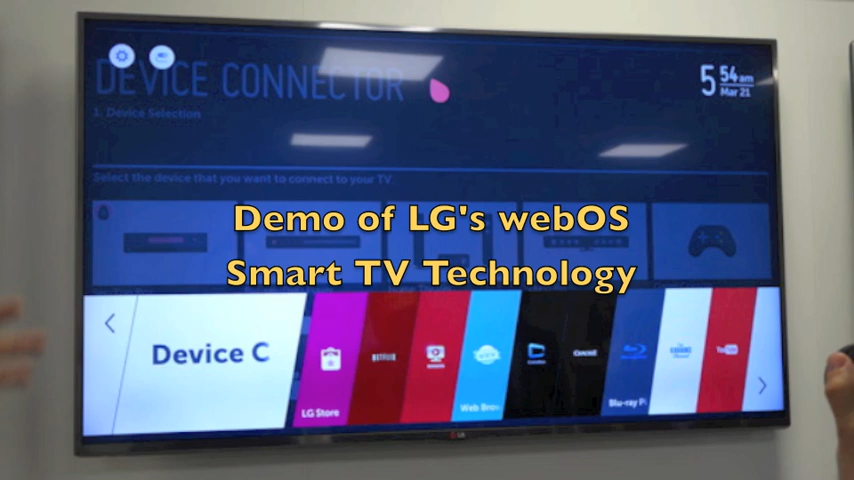 DEVICE CONNECTOR
5 54am
Mar 21
1. Device Selection
Select the device that you want to connect to your TV.
Demo of LG's webOS
Smart TV Technology
Device C
NETFLIX
YouTube
LG Store
Web Brow
Blu-ray Pl
LG